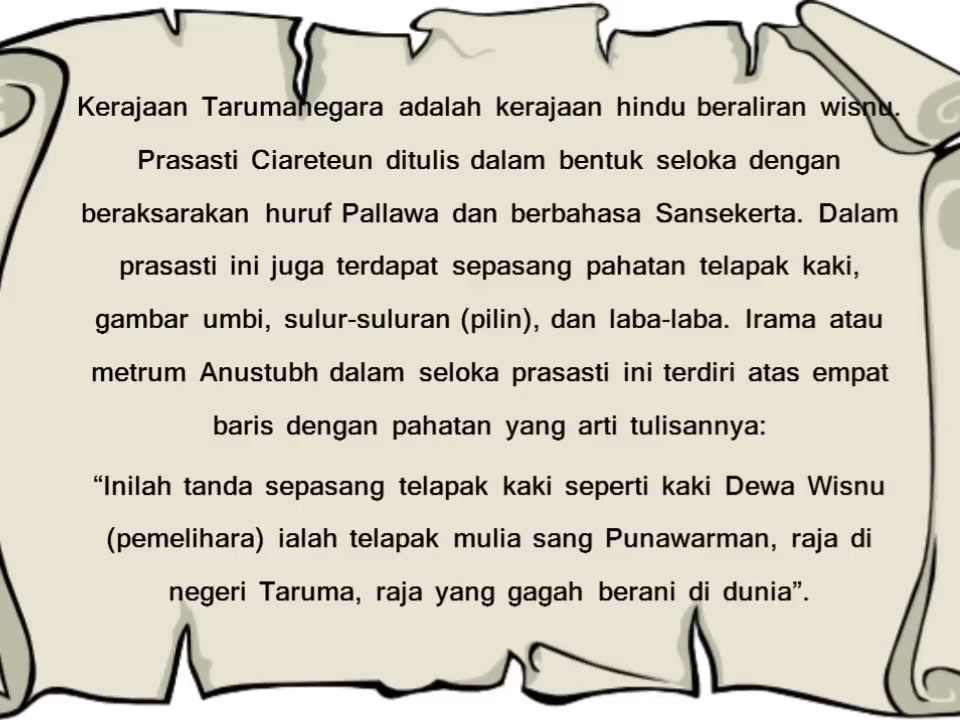 Kerajaan Tarumanegara adalah kerajaan hindu beraliran wisnu.
Prasasti Ciareteun ditulis dalam bentuk seloka dengan
beraksarakan huruf Pallawa dan berbahasa Sansekerta. Dalam
prasasti ini juga terdapat sepasang pahatan telapak kaki,
gambar umbi, sulur-suluran (pilin), dan laba-laba. Irama atau
metrum Anustubh dalam seloka prasasti ini terdiri atas empat
baris dengan pahatan yang arti tulisannya:
“Inilah tanda sepasang telapak kaki seperti kaki Dewa Wisnu
(pemelihara) ialah telapak mulia sang Punawarman, raja di
negeri Taruma, raja yang gagah berani di dunia”.